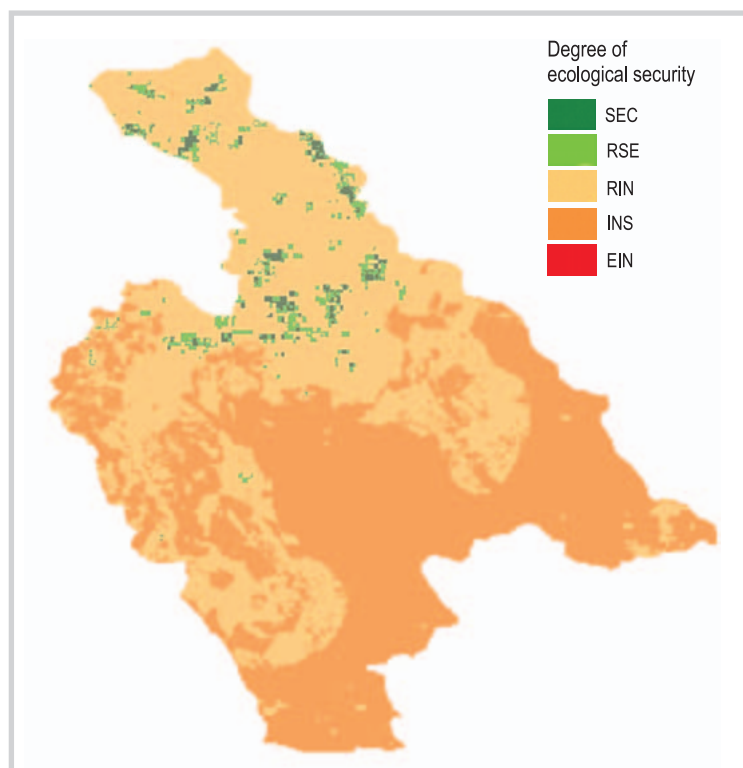 Degree of
ecological security
SEC
RSE
RIN
INS
EIN